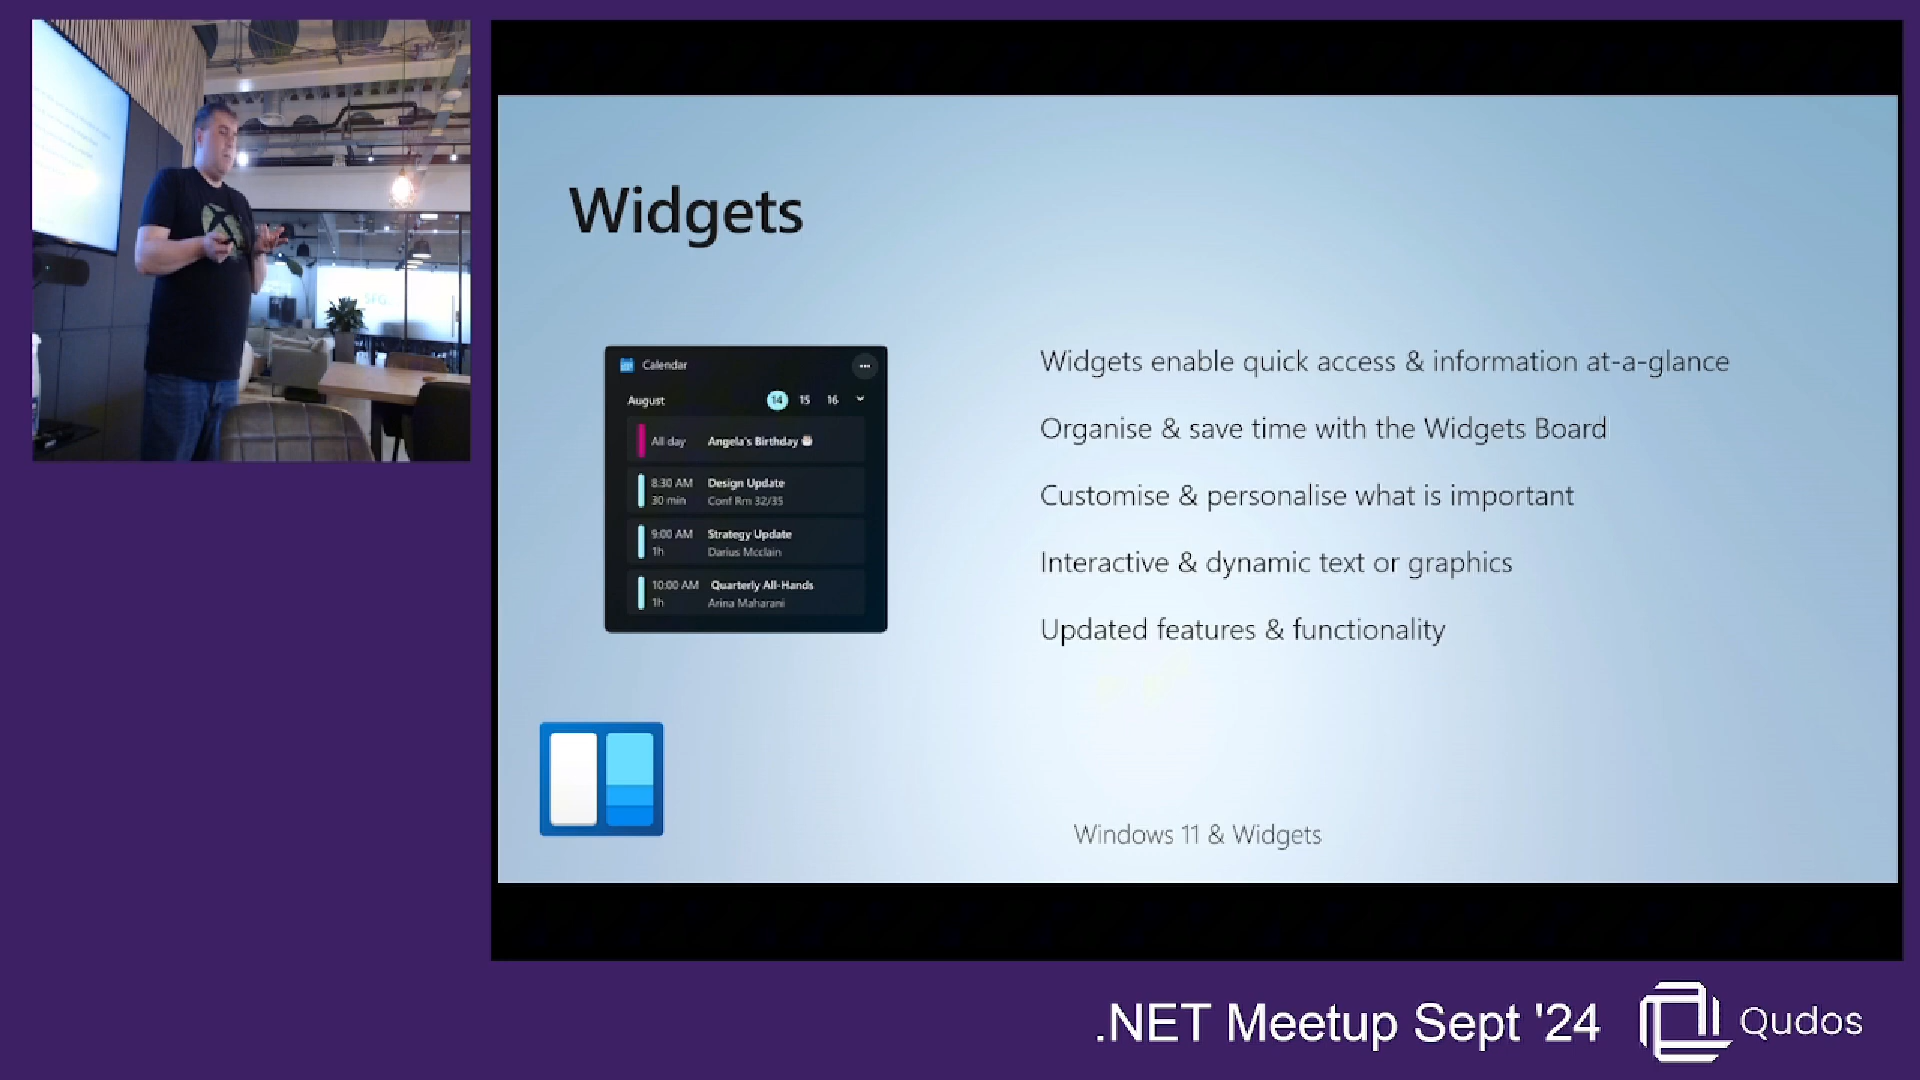 Widgets
Calendar
August 14 15 16
All day Angela's Birthday
8:30 AM Design Update
30 min Conf Rm 32/35
9:00 AM Strategy Update
1h Darius Mcclain
10:00 AM Quarterly All-Hands
1h Arina Maharani
Widgets enable quick access & information at-a-glance
Organise & save time with the Widgets Board
Customise & personalise what is important
Interactive & dynamic text or graphics
Updated features & functionality
Windows 11 & Widgets
.NET Meetup Sept '24
Qudos